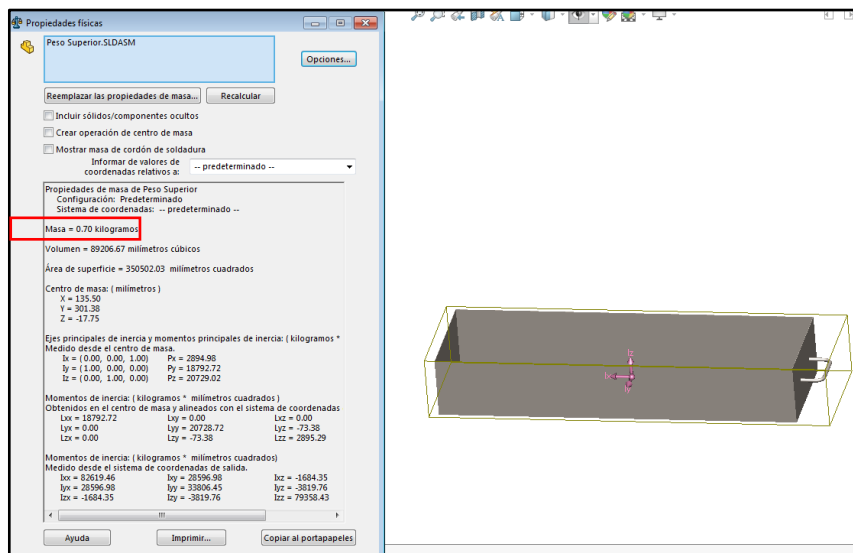 Propiedades físicas
Peso Superior.SLDASM
Opciones...
Reemplazar las propiedades de masa... Recalcular
Incluir sólidos/componentes ocultos
Crear operación de centro de masa
Mostrar masa de cordón de soldadura
Informar de valores de
coordenadas relativos a: -- predeterminado --
Propiedades de masa de Peso Superior
Configuración: Predeterminado
Sistema de coordenadas: -- predeterminado --
Masa = 0.70 kilogramos
Volumen = 89206.67 milímetros cúbicos
Área de superficie = 350502.03 milímetros cuadrados
Centro de masa: ( milímetros )
X = 135.50
Y = 301.38
Z = -17.75
Ejes principales de inercia y momentos principales de inercia: ( kilogramos *
Medido desde el centro de masa.
Ix = ( 0.00, 0.00, 1.00) Px = 2894.98
Iy = ( 1.00, 0.00, 0.00) Py = 18792.72
Iz = ( 0.00, 1.00, 0.00) Pz = 20729.02
Momentos de inercia: ( kilogramos * milímetros cuadrados )
Obtenidos en el centro de masa y alineados con el sistema de coordenadas
Lxx = 18792.72 Lxy = 0.00 Lxz = 0.00
Lyx = 0.00 Lyy = 20728.72 Lyz = -73.38
Lzx = 0.00 Lzy = -73.38 Lzz = 2895.29
Momentos de inercia: ( kilogramos * milímetros cuadrados)
Medido desde el sistema de coordenadas de salida.
Ixx = 82619.46 Ixy = 28596.98 Ixz = -1684.35
Iyx = 28596.98 Iyy = 33806.45 Iyz = -3819.76
Izx = -1684.35 Izy = -3819.76 Izz = 79358.43
Ayuda Imprimir... Copiar al portapapeles
Iz
Ix
Iy